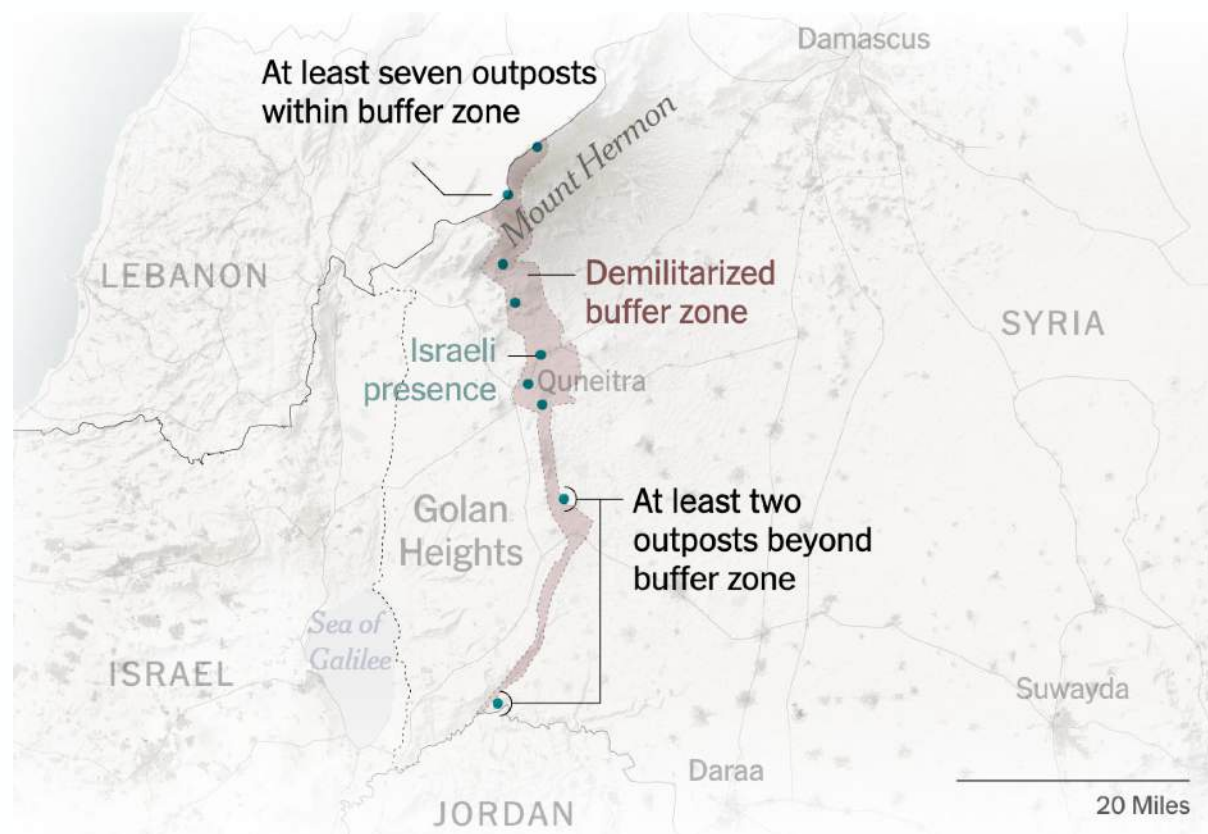 Damascus
At least seven outposts
within buffer zone
Mount Hermon
LEBANON
Demilitarized
buffer zone
SYRIA
Israeli
presence
Quneitra
At least two
outposts beyond
buffer zone
Golan
Heights
Sea of
Galilee
ISRAEL
Suwayda
Daraa
JORDAN
20 Miles